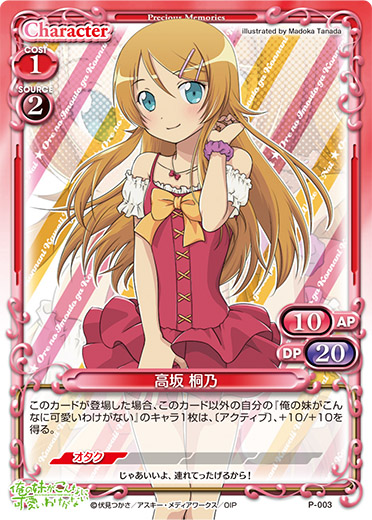 Precious Memories
Character
illustrated by Madoka Tanada
COST
1
SOURCE
2
10 AP
DP 20
高坂 桐乃
このカードが登場した場合、このカード以外の自分の『俺の妹がこん
なに可愛いわけがない』のキャラ1枚は、〔アクティブ〕、+10/+10を
得る。
オタク
じゃあいいよ、連れてったげるから!
俺の妹がこんなに
可愛いわけがない。
©伏見つかさ/アスキー・メディアワークス/OIP
P-003